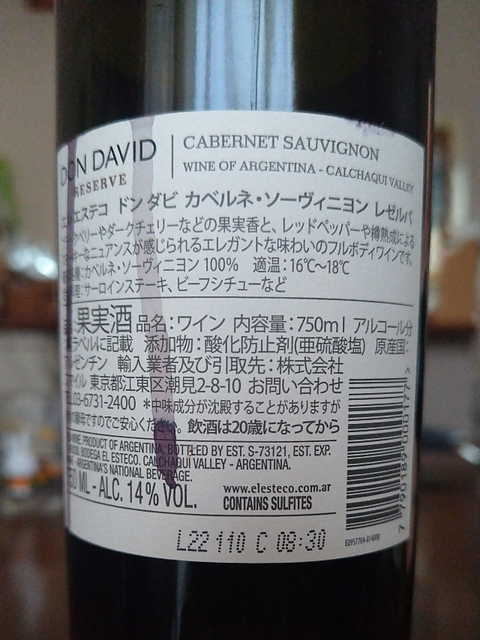 DON DAVID
RESERVE
CABERNET SAUVIGNON
WINE OF ARGENTINA - CALCHAQUI VALLEY
エステコ ドン ダビ カベルネ・ソーヴィニヨン レゼルバ
ベリーやダークチェリーなどの果実香と、レッドペッパーや樽熟成による
ーキーなニュアンスが感じられるエレガントな味わいのフルボディワインです。
カベルネ・ソーヴィニヨン 100% 適温:16℃〜18℃
サーロインステーキ、ビーフシチューなど
果実酒 品名:ワイン 内容量:750ml アルコール分
ラベルに記載 添加物:酸化防止剤(亜硫酸塩) 原産国:
ゼンチン 輸入業者及び引取先:株式会社
マイル 東京都江東区潮見2-8-10 お問い合わせ
03-6731-2400 *中味成分が沈殿することがありますが
ですのでご安心ください。飲酒は20歳になってから
WINE. PRODUCT OF ARGENTINA. BOTTLED BY EST. S-73121, EST. EXP.
BODEGA EL ESTECO. CALCHAQUI VALLEY - ARGENTINA.
ARGENTINA'S NATIONAL BEVERAGE.
ML - ALC. 14% VOL.
www.elesteco.com.ar
CONTAINS SULFITES
7 790189 000177 >
L22 110 C 08:30